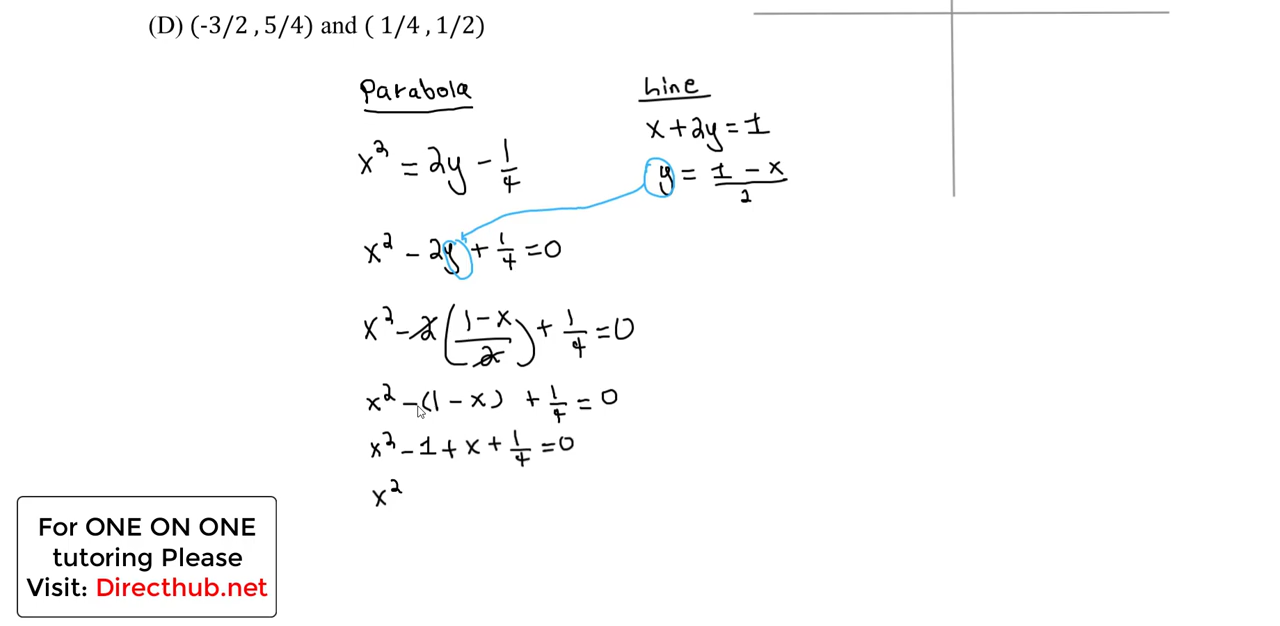 (D) (-3/2 , 5/4) and ( 1/4 , 1/2)
Parabola
x² = 2y - 1/4
x² - 2y + 1/4 = 0
x² - 2((1-x)/2) + 1/4 = 0
x² - (1 - x) + 1/4 = 0
x² - 1 + x + 1/4 = 0
x²
Line
x + 2y = 1
y = (1 - x)/2
For ONE ON ONE
tutoring Please
Visit: Directhub.net